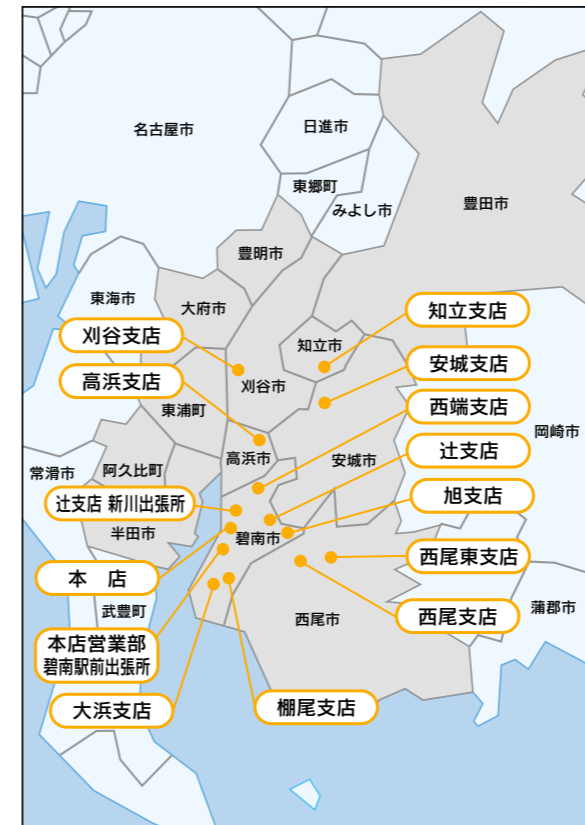 名古屋市
日進市
東郷町
みよし市
豊田市
豊明市
東海市
大府市
知立支店
刈谷支店
知立市
安城支店
高浜支店
刈谷市
東浦町
西端支店
岡崎市
高浜市
安城市
辻支店
阿久比町
常滑市
旭支店
辻支店 新川出張所
半田市
碧南市
西尾東支店
本 店
武豊町
西尾市
西尾支店
蒲郡市
本店営業部
碧南駅前出張所
大浜支店
棚尾支店